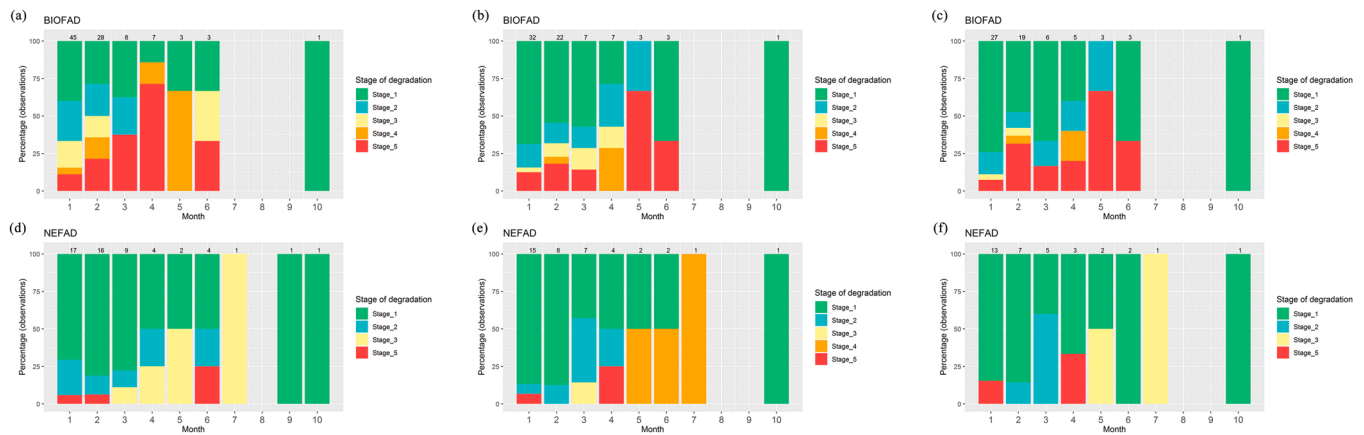 (a)
BIOFAD
45 28 8 7 3 3 1
100
75
50
25
0
Percentage (observations)
1 2 3 4 5 6 7 8 9 10
Month
Stage of degradation
Stage_1
Stage_2
Stage_3
Stage_4
Stage_5
(b)
BIOFAD
32 22 7 7 3 3 1
100
75
50
25
0
Percentage (observations)
1 2 3 4 5 6 7 8 9 10
Month
Stage of degradation
Stage_1
Stage_2
Stage_3
Stage_4
Stage_5
(c)
BIOFAD
27 19 6 5 3 3 1
100
75
50
25
0
Percentage (observations)
1 2 3 4 5 6 7 8 9 10
Month
Stage of degradation
Stage_1
Stage_2
Stage_3
Stage_4
Stage_5
(d)
NEFAD
17 16 9 4 2 4 1 1 1
100
75
50
25
0
Percentage (observations)
1 2 3 4 5 6 7 8 9 10
Month
Stage of degradation
Stage_1
Stage_2
Stage_3
Stage_5
(e)
NEFAD
15 8 7 4 2 2 1 1
100
75
50
25
0
Percentage (observations)
1 2 3 4 5 6 7 8 9 10
Month
Stage of degradation
Stage_1
Stage_2
Stage_3
Stage_4
Stage_5
(f)
NEFAD
13 7 5 3 2 2 1 1
100
75
50
25
0
Percentage (observations)
1 2 3 4 5 6 7 8 9 10
Month
Stage of degradation
Stage_1
Stage_2
Stage_3
Stage_5